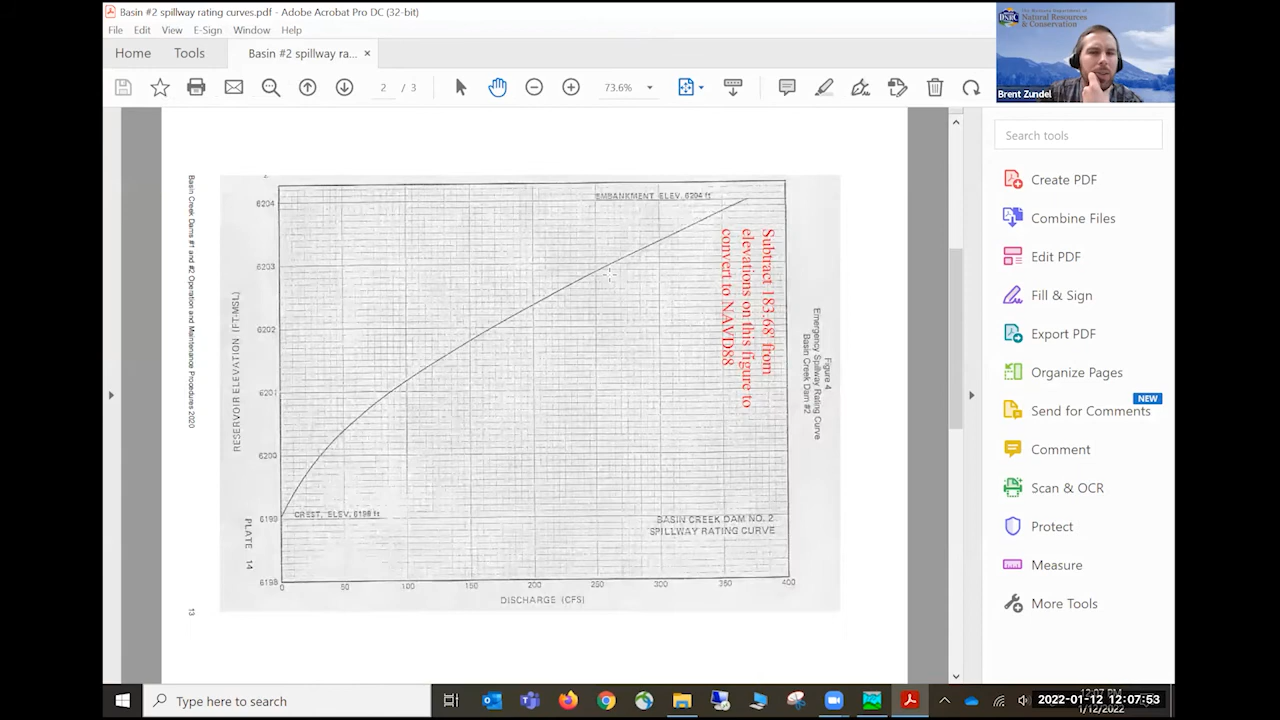 Basin #2 spillway rating curves.pdf - Adobe Acrobat Pro DC (32-bit)
File Edit View E-Sign Window Help
Home Tools Basin #2 spillway ra... ×
2 / 3 73.6%
Natural Resources
& Conservation
Brent Zundel
Search tools
Create PDF
Combine Files
Edit PDF
Fill & Sign
Export PDF
Organize Pages
NEW
Send for Comments
Comment
Scan & OCR
Protect
Measure
More Tools
Basin Creek Dams #1 and #2 Operation and Maintenance Procedures 2020
13
RESERVOIR ELEVATION (FT-MSL)
PLATE 14
6204
6203
6202
6201
6200
6198
EMBANKMENT ELEV. 6204 ft
Subtract 183.68' from
elevations on this figure to
convert to NAVD88
Figure 4
Emergency Spillway Rating Curve
Basin Creek Dam #2
BASIN CREEK DAM NO. 2
SPILLWAY RATING CURVE
0 50 100 150 200 250 300 350 400
DISCHARGE (CFS)
Type here to search
2022-01-12 12:07:53
1/12/2022